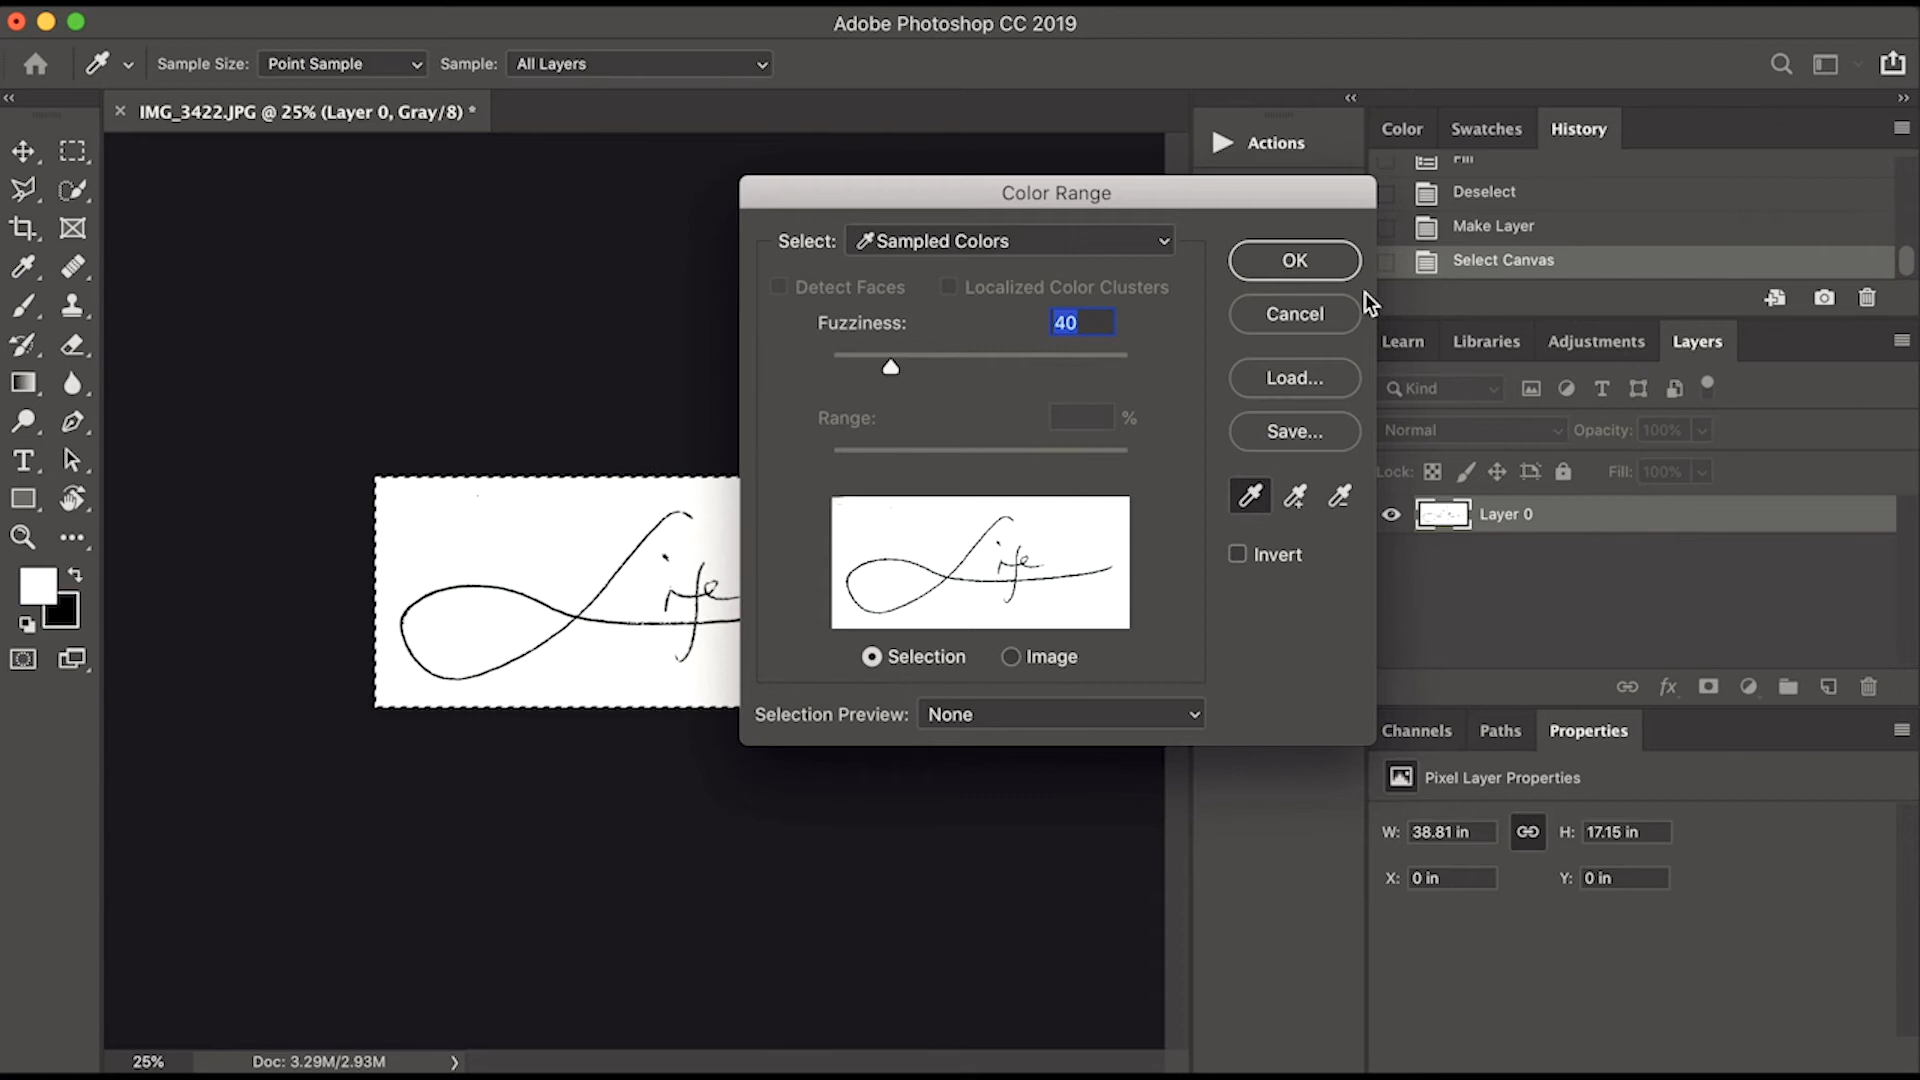 Adobe Photoshop CC 2019
Sample Size: Point Sample Sample: All Layers
IMG_3422.JPG @ 25% (Layer 0, Gray/8) *
Actions
Color Swatches History
Fill
Deselect
Make Layer
Select Canvas
Color Range
Select: Sampled Colors
Detect Faces Localized Color Clusters
Fuzziness: 40
Range: %
OK
Cancel
Load...
Save...
Invert
Life
Life
Selection Image
Selection Preview: None
Learn Libraries Adjustments Layers
Kind
Normal Opacity: 100%
Lock: Fill: 100%
Layer 0
Channels Paths Properties
Pixel Layer Properties
W: 38.81 in H: 17.15 in
X: 0 in Y: 0 in
25% Doc: 3.29M/2.93M